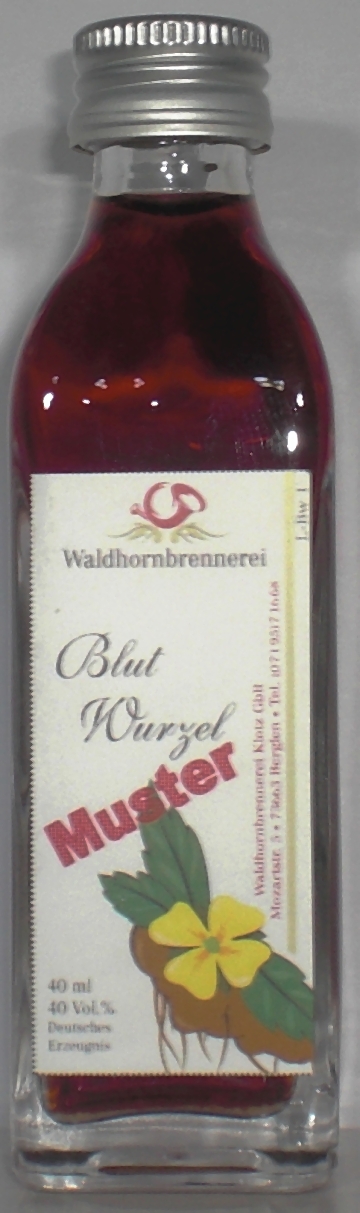 Waldhornbrennerei
Blut
Wurzel
Muster
40 ml
40 Vol.%
Deutsches
Erzeugnis
Waldhornbrennerei Klotz GbR
Mozartstr. 5 • 73663 Berglen • Tel. (07195)71668
L-Bw 1